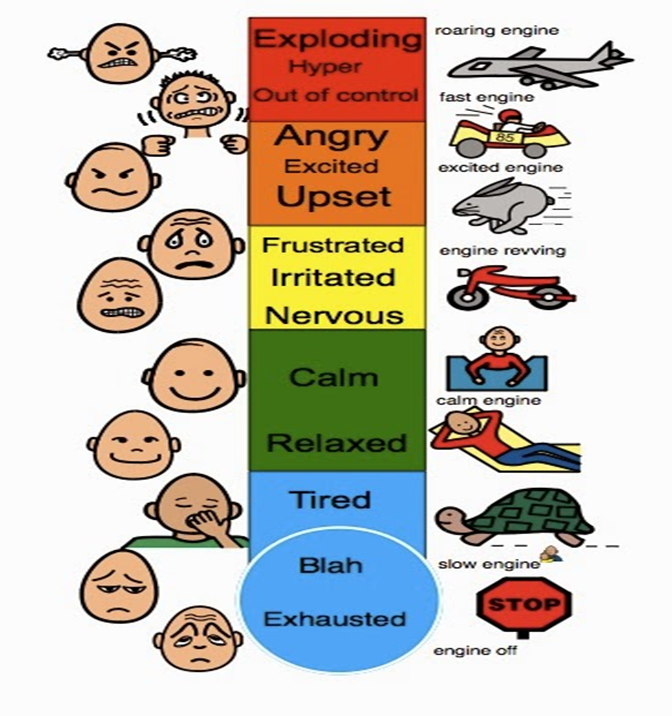 roaring engine
Exploding
Hyper
Out of control
fast engine
85
Angry
Excited
Upset
excited engine
Frustrated
Irritated
Nervous
engine revving
Calm
Relaxed
calm engine
Tired
Blah
Exhausted
slow engine
STOP
engine off